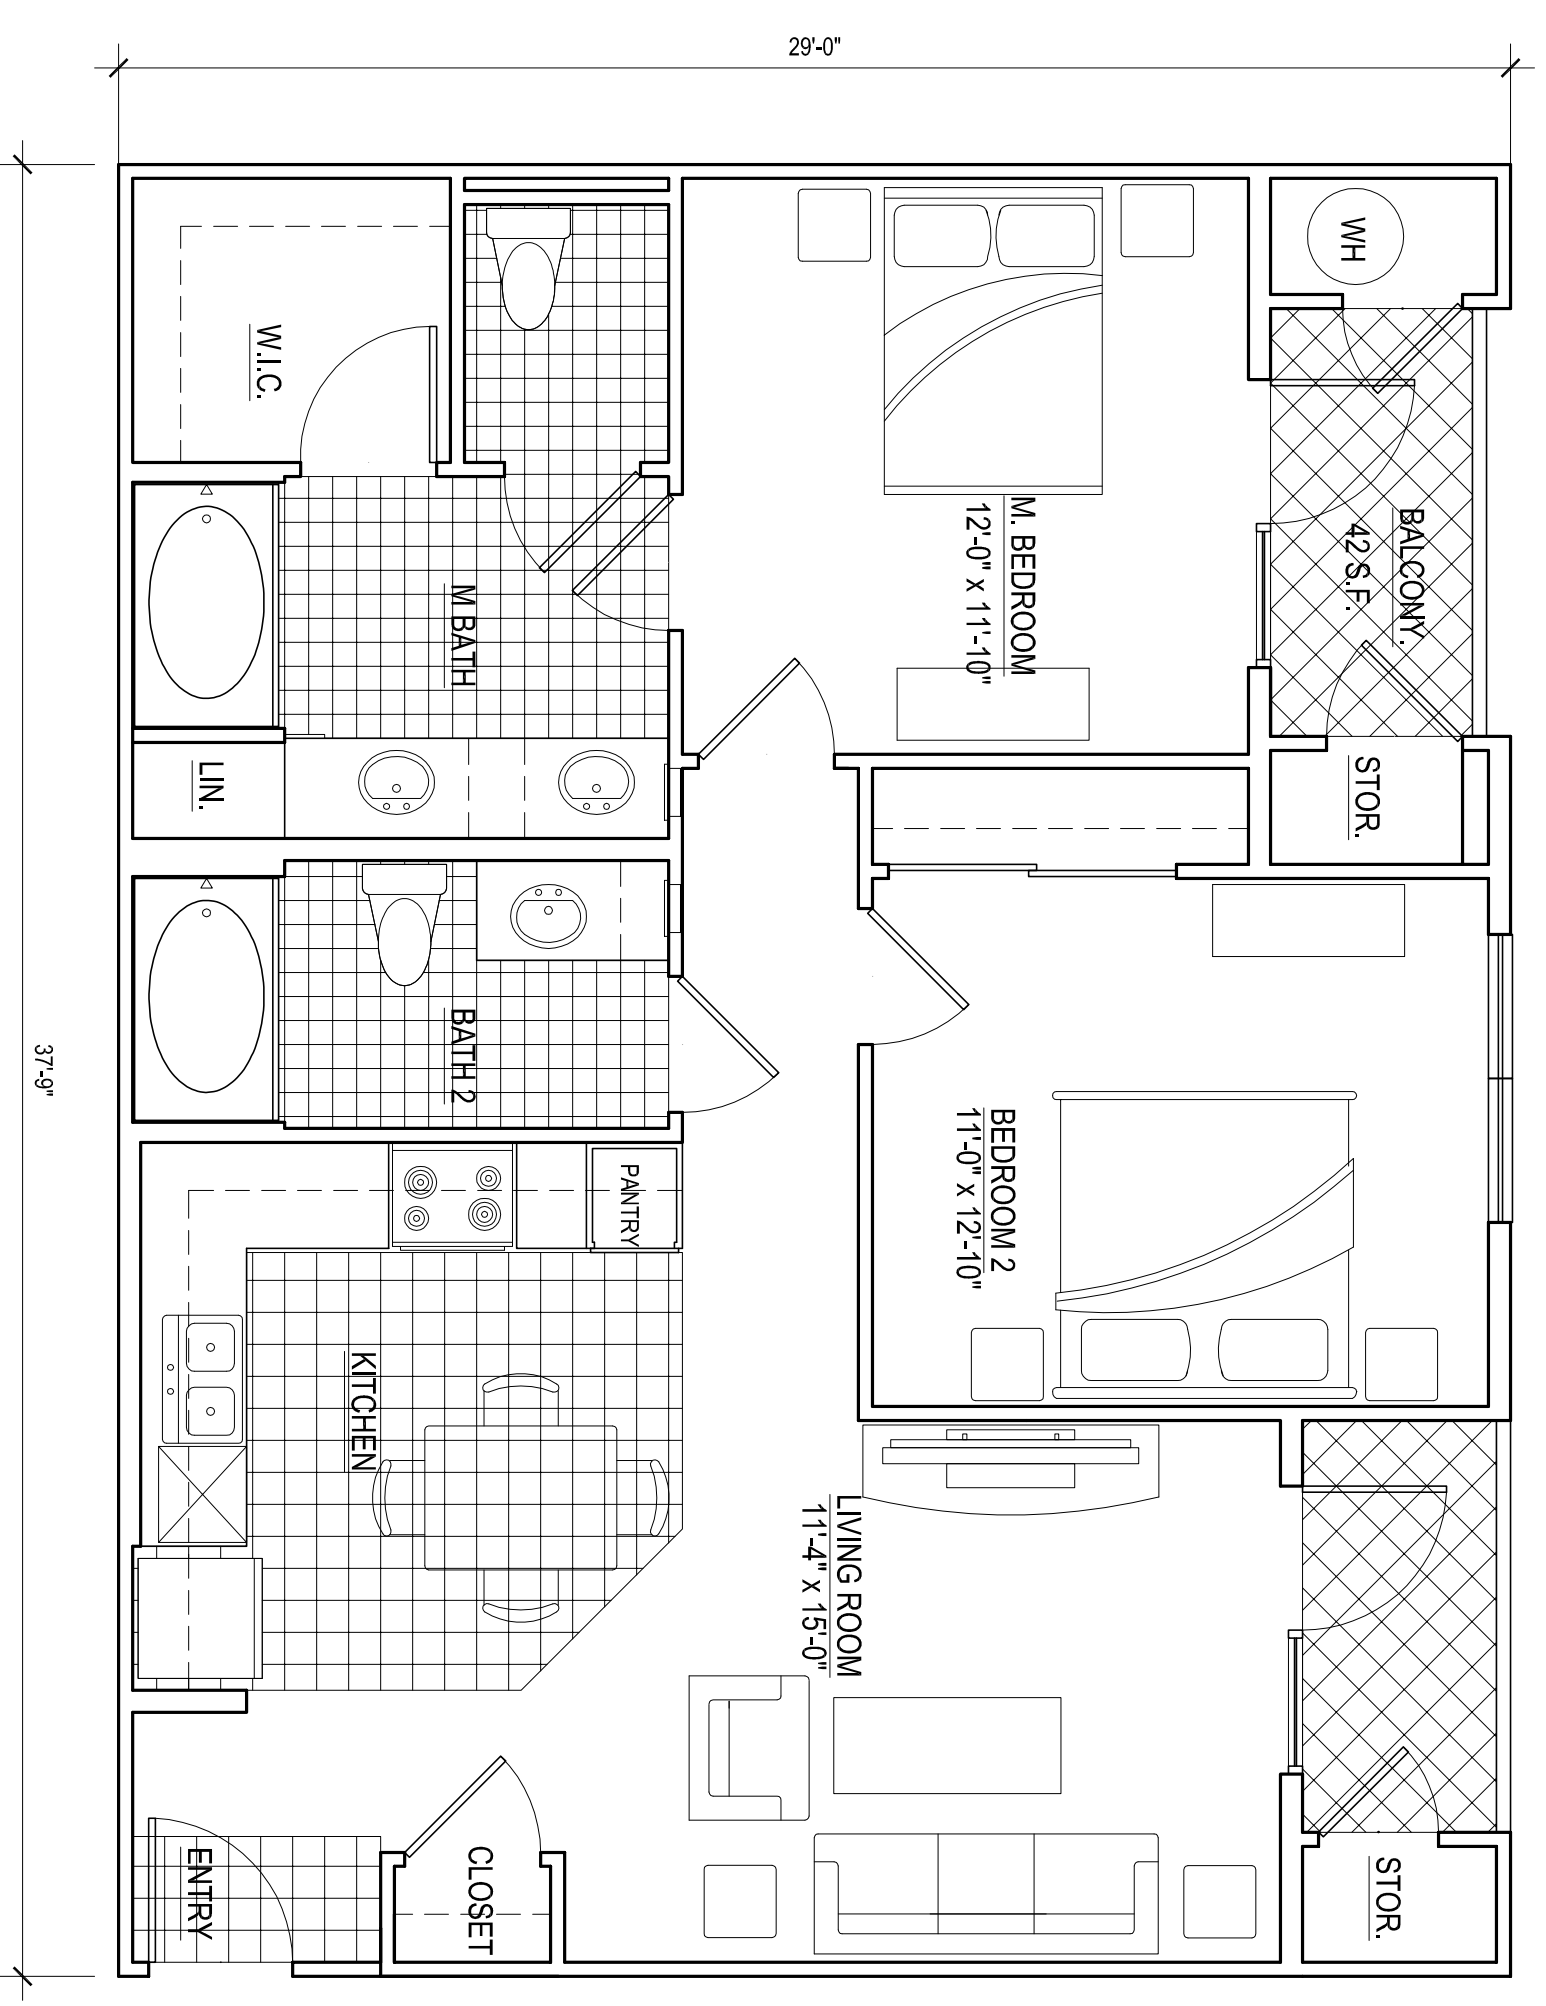 29'-0"
WH
W.I.C.
M. BEDROOM
12'-0" x 11'-10"
BALCONY.
42 S.F.
M BATH
LIN.
STOR.
BATH 2
37'-9"
BEDROOM 2
11'-0" x 12'-10"
PANTRY
KITCHEN
LIVING ROOM
11'-4" x 15'-0"
ENTRY
CLOSET
STOR.